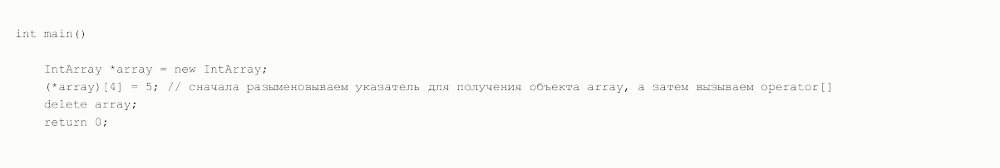 int main()
IntArray *array = new IntArray;
(*array)[4] = 5; // сначала разыменовываем указатель для получения объекта array, а затем вызываем operator[]
delete array;
return 0;